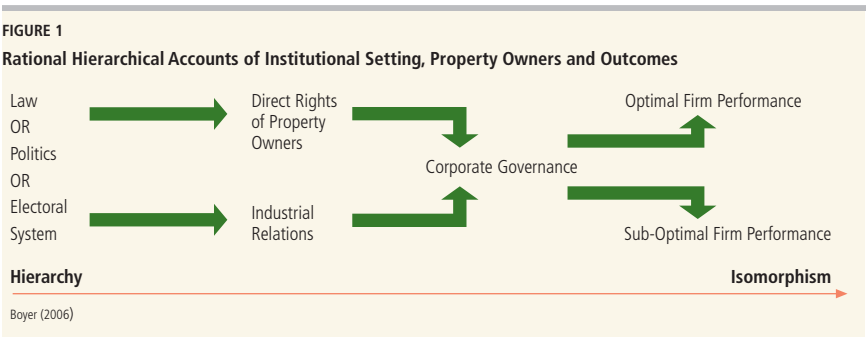 FIGURE 1
Rational Hierarchical Accounts of Institutional Setting, Property Owners and Outcomes
Law
OR
Politics
OR
Electoral
System
Direct Rights
of Property
Owners
Industrial
Relations
Corporate Governance
Optimal Firm Performance
Sub-Optimal Firm Performance
Hierarchy
Isomorphism
Boyer (2006)